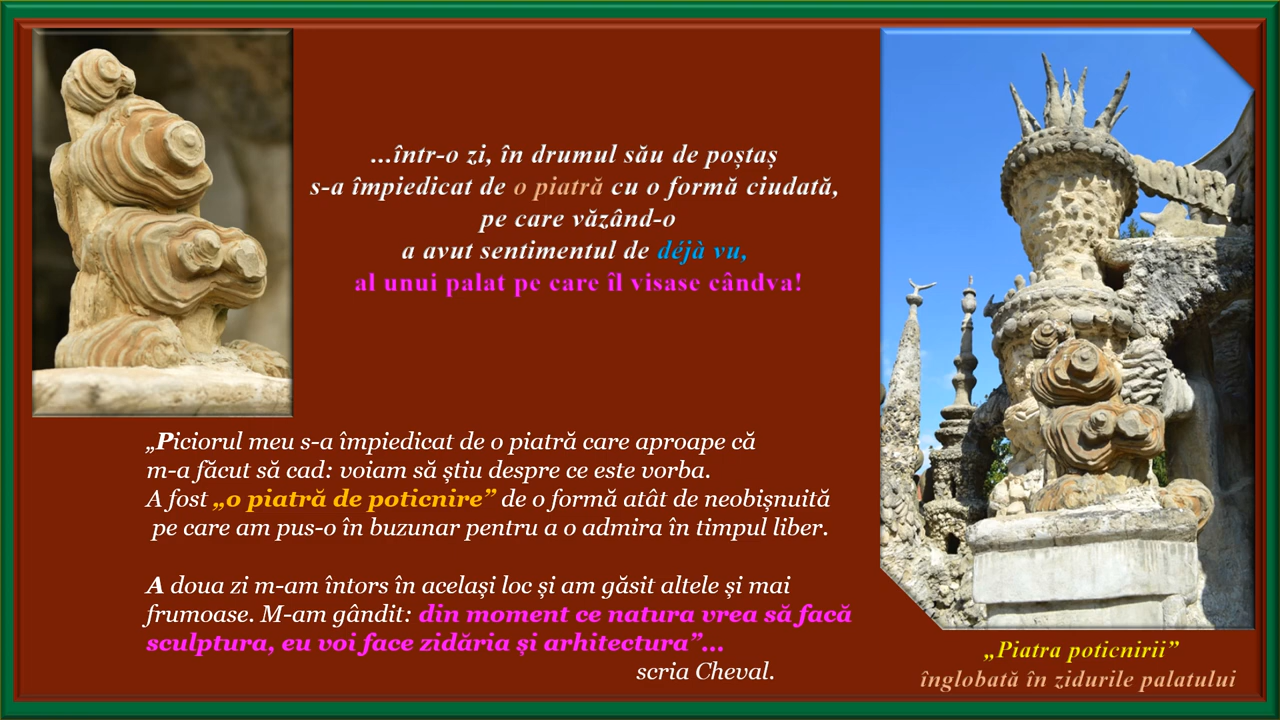 ...într-o zi, în drumul său de poștaș
s-a împiedicat de o piatră cu o formă ciudată,
pe care văzând-o
a avut sentimentul de déjà vu,
al unui palat pe care îl visase cândva!
„Piciorul meu s-a împiedicat de o piatră care aproape că
m-a făcut să cad: voiam să știu despre ce este vorba.
A fost „o piatră de poticnire” de o formă atât de neobișnuită
pe care am pus-o în buzunar pentru a o admira în timpul liber.
A doua zi m-am întors în același loc și am găsit altele și mai
frumoase. M-am gândit: din moment ce natura vrea să facă
sculptura, eu voi face zidăria și arhitectura”...
scria Cheval.
„Piatra poticnirii”
înglobată în zidurile palatului